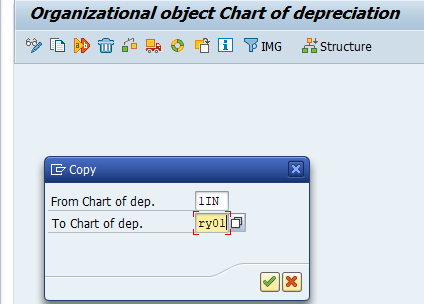 Organizational object Chart of depreciation
IMG Structure
Copy
From Chart of dep. 1IN
To Chart of dep. ry01